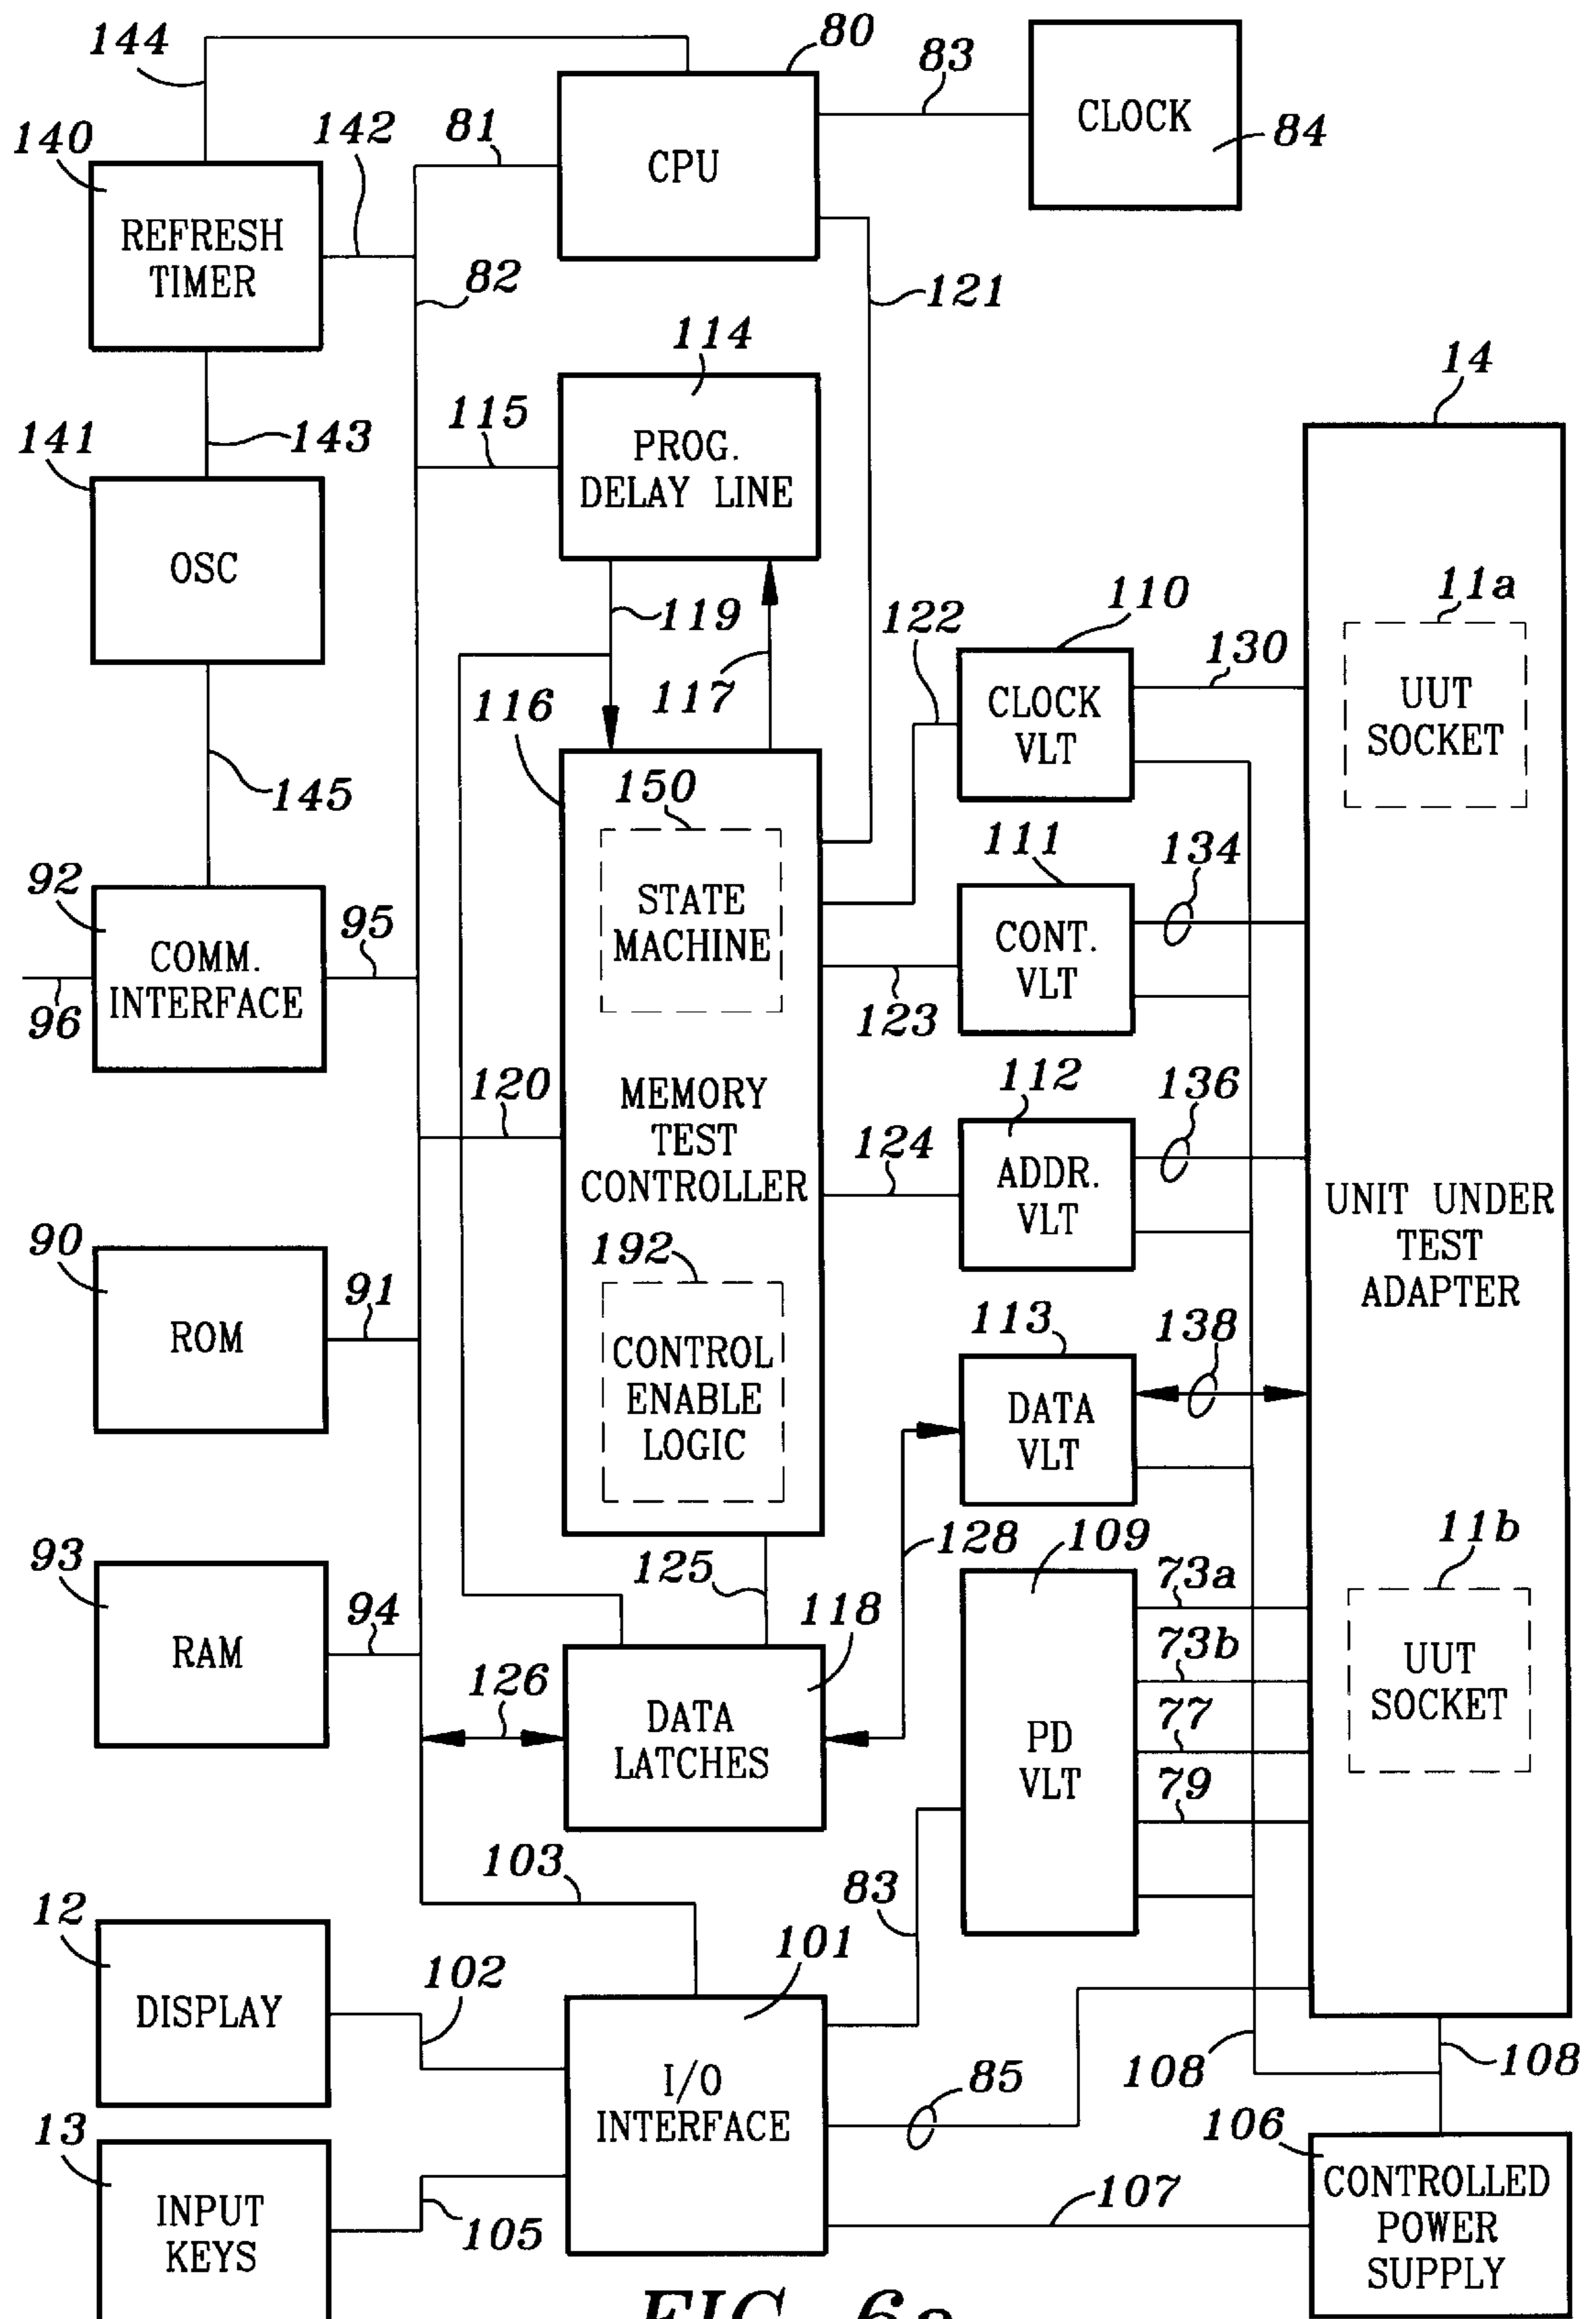 144
80
83
CLOCK
84
140
142
81
CPU
REFRESH
TIMER
82
121
114
14
141
143
115
PROG.
DELAY LINE
OSC
119
117
122
110
11a
130
116
CLOCK
VLT
UUT
SOCKET
145
150
111
134
92
95
STATE
MACHINE
COMM.
INTERFACE
CONT.
VLT
96
123
120
MEMORY
TEST
CONTROLLER
112
136
124
ADDR.
VLT
UNIT UNDER
TEST
ADAPTER
90
91
192
ROM
CONTROL
ENABLE
LOGIC
113
138
DATA
VLT
128
109
11b
93
94
125
118
73a
RAM
73b
UUT
SOCKET
126
DATA
LATCHES
PD
VLT
77
79
103
83
12
102
101
DISPLAY
I/O
INTERFACE
85
108
108
13
106
INPUT
KEYS
105
107
CONTROLLED
POWER
SUPPLY
FIG. 6a